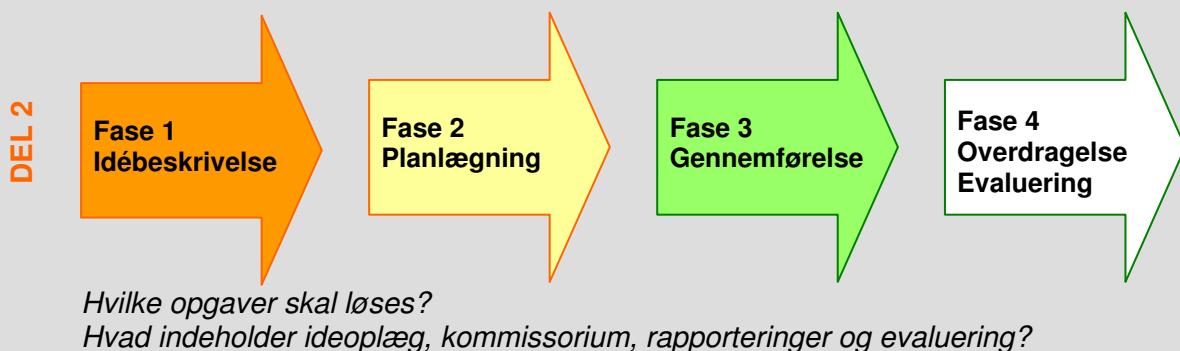 DEL 2
Fase 1
Idébeskrivelse
Fase 2
Planlægning
Fase 3
Gennemførelse
Fase 4
Overdragelse
Evaluering
Hvilke opgaver skal løses?
Hvad indeholder ideoplæg, kommissorium, rapporteringer og evaluering?